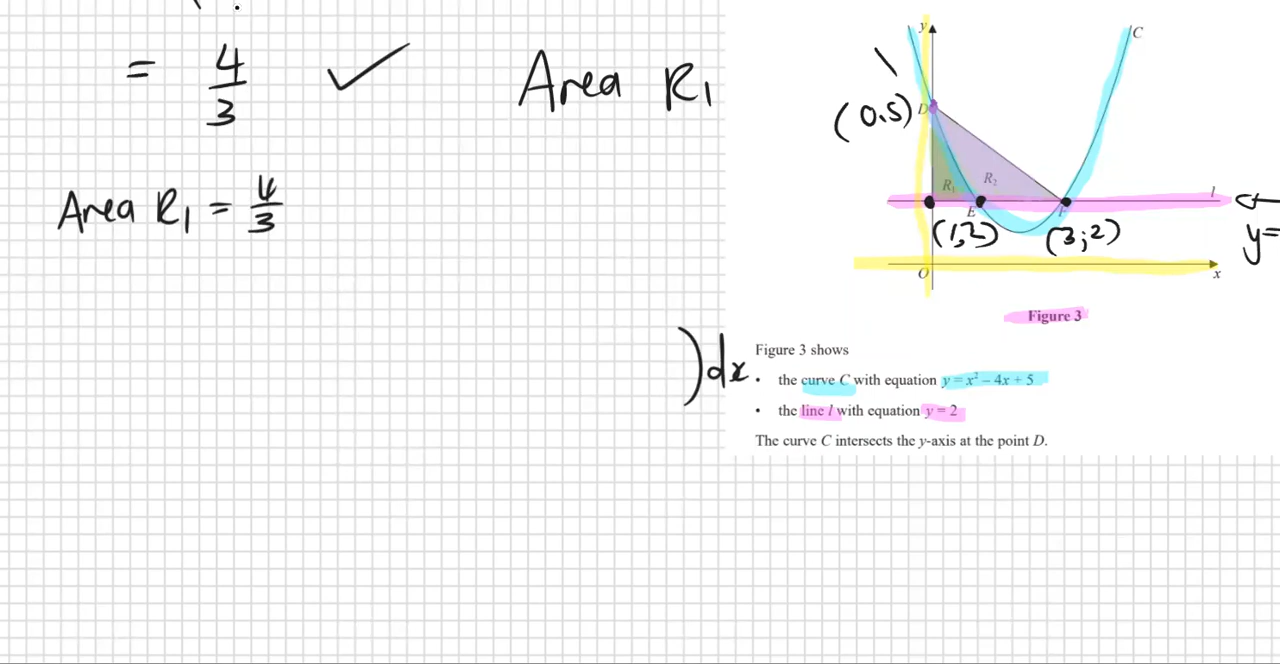 = 4/3 ✓
Area R₁
Area R₁ = 4/3
)dx
y
C
(0,5)
D
R₁
R₂
l
E
F
(1,2)
(3;2)
y=
O
x
Figure 3
Figure 3 shows
• the curve C with equation y = x² – 4x + 5
• the line l with equation y = 2
The curve C intersects the y-axis at the point D.